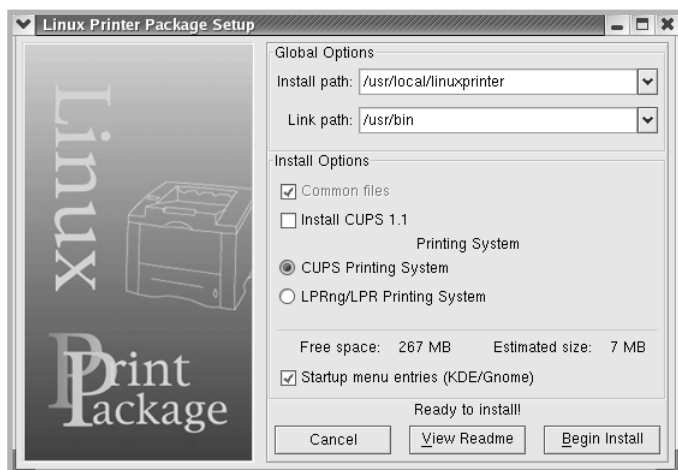 Linux Printer Package Setup
Linux
Print
Package
Global Options
Install path: /usr/local/linuxprinter
Link path: /usr/bin
Install Options
Common files
Install CUPS 1.1
Printing System
CUPS Printing System
LPRng/LPR Printing System
Free space: 267 MB Estimated size: 7 MB
Startup menu entries (KDE/Gnome)
Ready to install!
Cancel View Readme Begin Install